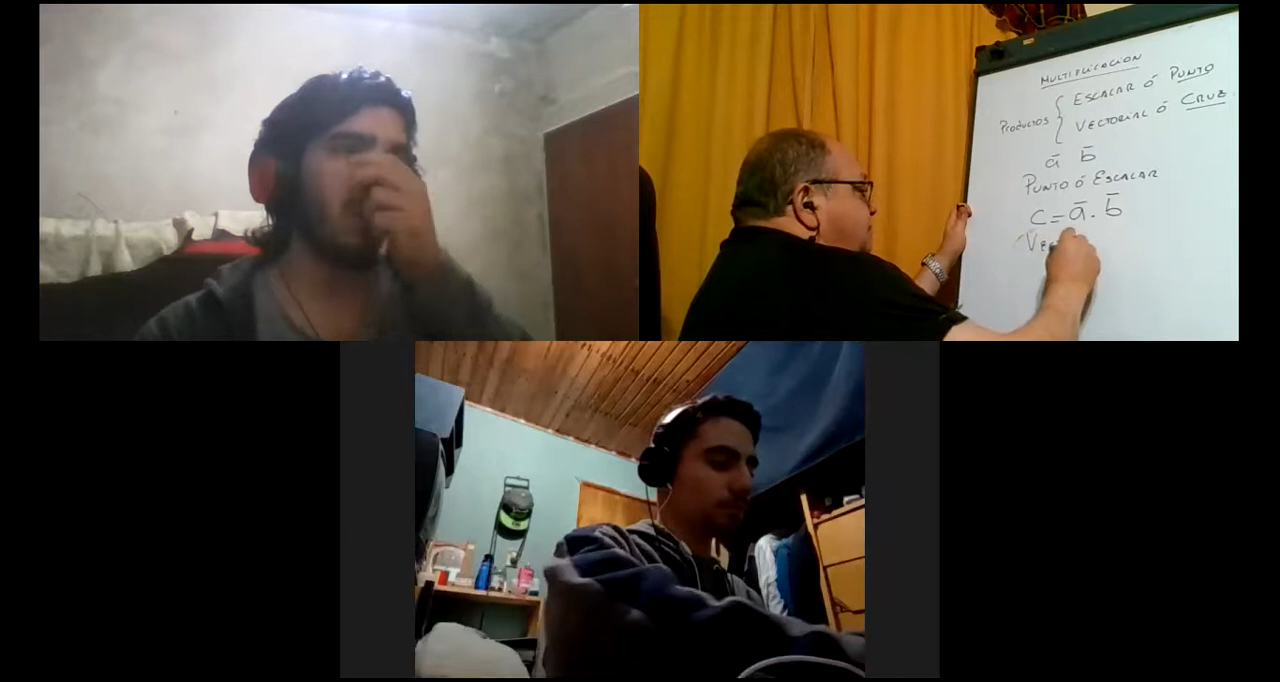 MULTIPLICACION
PRODUCTOS { ESCALAR Ó PUNTO
VECTORIAL Ó CRUZ.
ā b̄
PUNTO Ó ESCALAR
C = ā . b̄